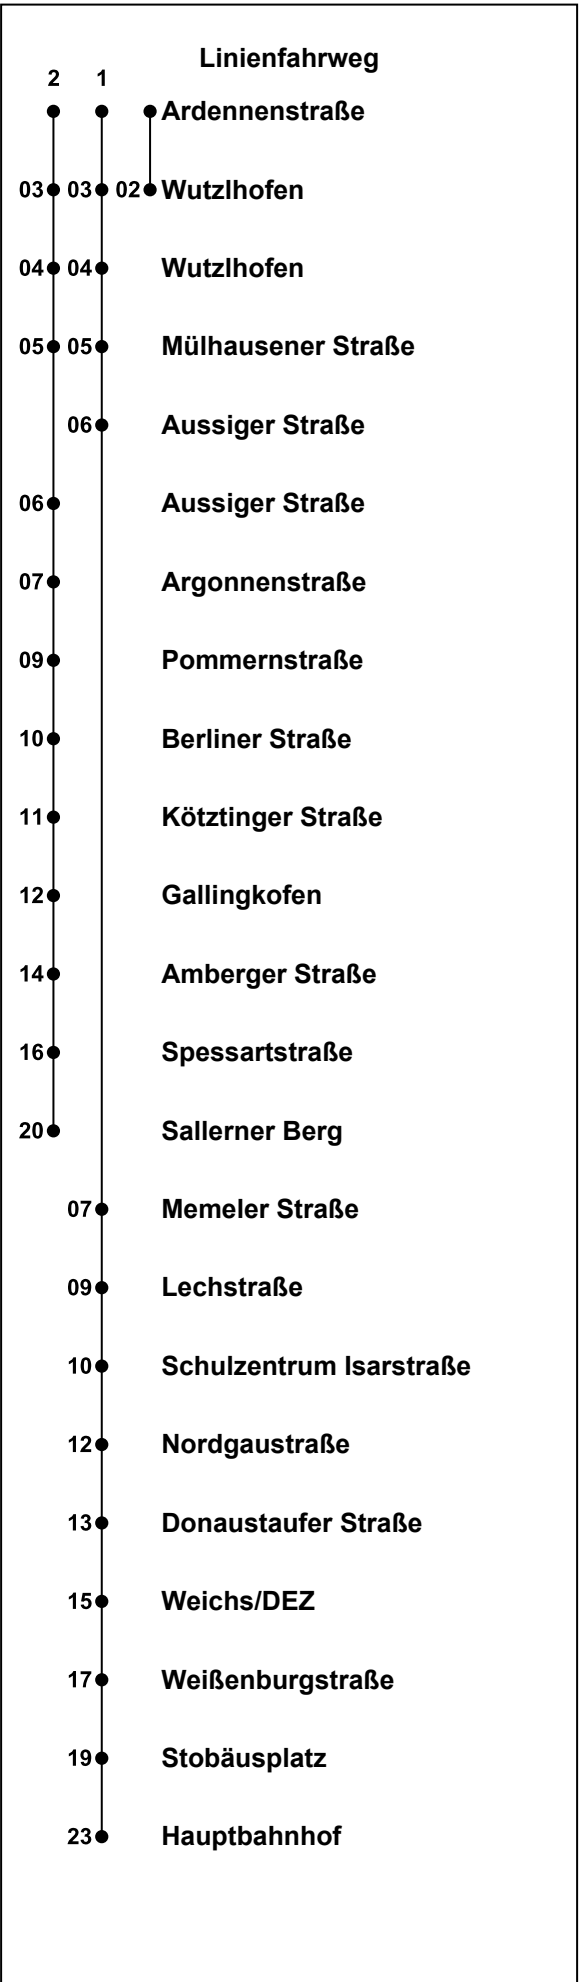 Linienfahrweg
2 1
Ardennenstraße
03 03 02 Wutzlhofen
04 04 Wutzlhofen
05 05 Mülhausener Straße
06 Aussiger Straße
06 Aussiger Straße
07 Argonnenstraße
09 Pommernstraße
10 Berliner Straße
11 Kötztinger Straße
12 Gallingkofen
14 Amberger Straße
16 Spessartstraße
20 Sallerner Berg
07 Memeler Straße
09 Lechstraße
10 Schulzentrum Isarstraße
12 Nordgaustraße
13 Donaustaufer Straße
15 Weichs/DEZ
17 Weißenburgstraße
19 Stobäusplatz
23 Hauptbahnhof